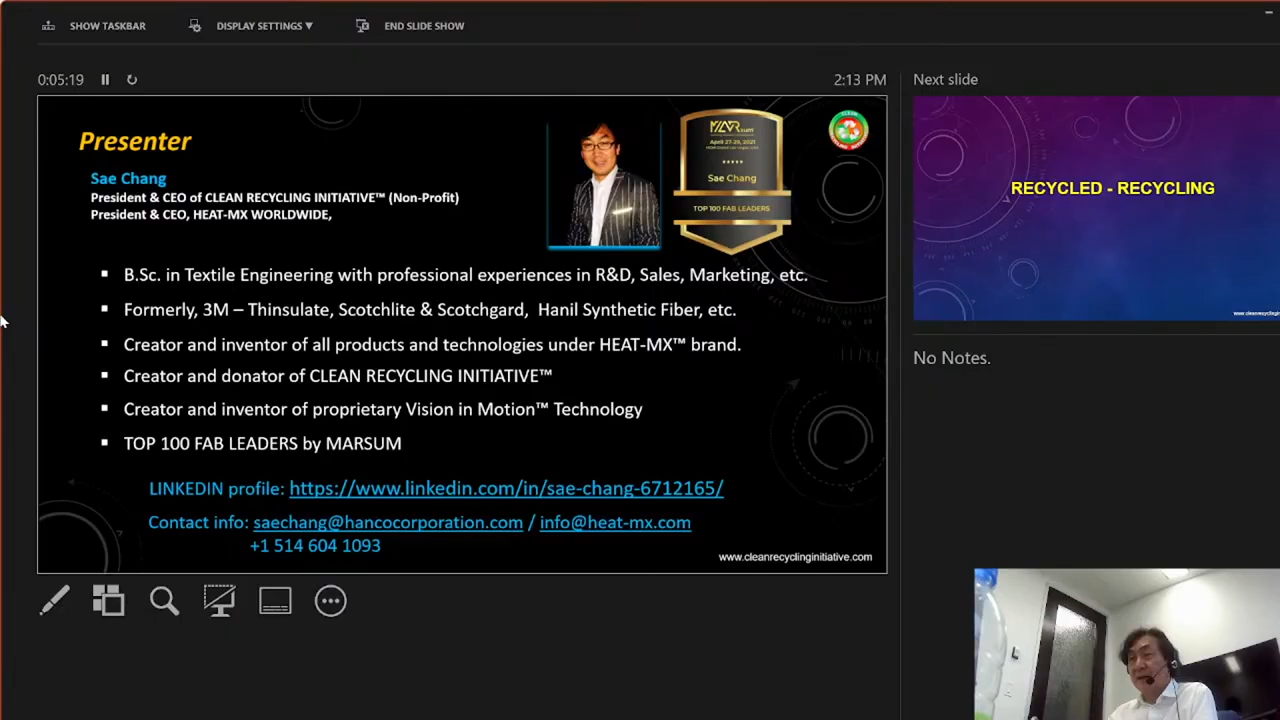 SHOW TASKBAR
DISPLAY SETTINGS ▼
END SLIDE SHOW
0:05:19
2:13 PM
Next slide
Presenter
Sae Chang
President & CEO of CLEAN RECYCLING INITIATIVE™ (Non-Profit)
President & CEO, HEAT-MX WORLDWIDE,
April 27-29, 2021
Sae Chang
TOP 100 FAB LEADERS
▪ B.Sc. in Textile Engineering with professional experiences in R&D, Sales, Marketing, etc.
▪ Formerly, 3M – Thinsulate, Scotchlite & Scotchgard, Hanil Synthetic Fiber, etc.
▪ Creator and inventor of all products and technologies under HEAT-MX™ brand.
▪ Creator and donator of CLEAN RECYCLING INITIATIVE™
▪ Creator and inventor of proprietary Vision in Motion™ Technology
▪ TOP 100 FAB LEADERS by MARSUM
LINKEDIN profile: https://www.linkedin.com/in/sae-chang-6712165/
Contact info: saechang@hancocorporation.com / info@heat-mx.com
+1 514 604 1093
www.cleanrecyclinginitiative.com
RECYCLED - RECYCLING
www.cleanrecyclingini
No Notes.